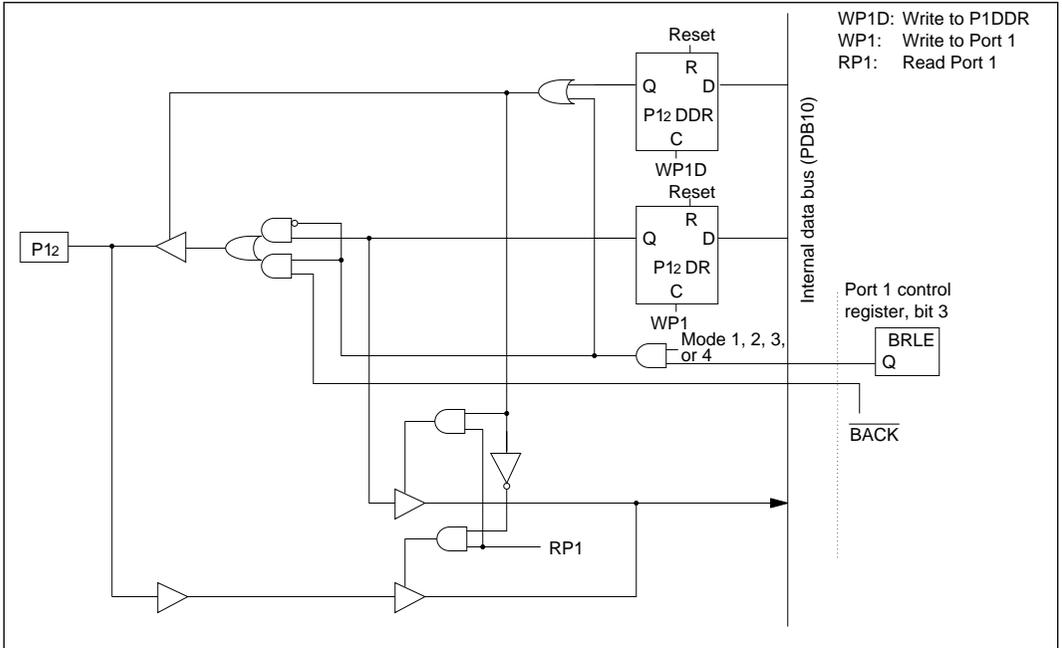 WP1D: Write to P1DDR
WP1: Write to Port 1
RP1: Read Port 1
Reset
R
Q D
P1₂ DDR
C
WP1D
Reset
R
Q D
P1₂ DR
C
WP1
Internal data bus (PDB10)
P1₂
Port 1 control
register, bit 3
Mode 1, 2, 3,
or 4
BRLE
Q
B̅A̅C̅K̅
RP1